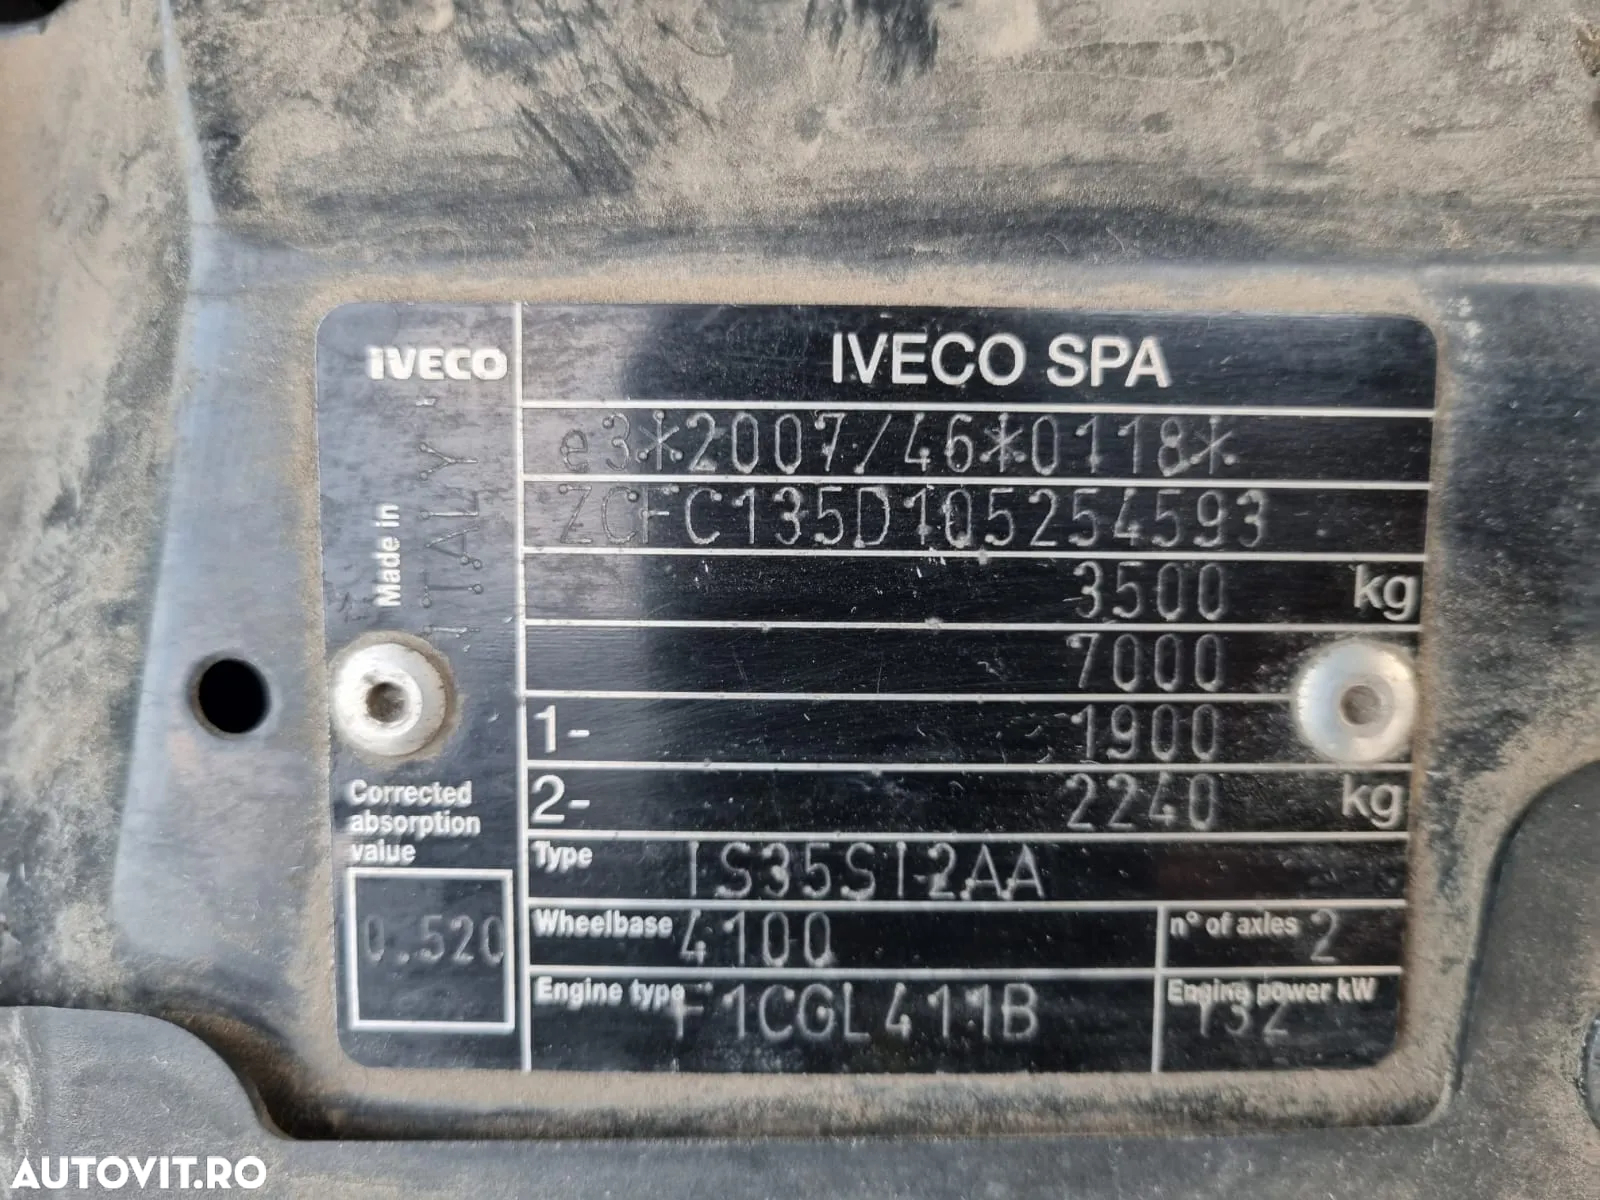 IVECO
IVECO SPA
e3*2007/46*0118*
ZCFC135D105254593
3500 kg
7000
1- 1900
2- 2240 kg
Made in
ITALY
Corrected
absorption
value
0.520
Type IS35SI2AA
Wheelbase 4100
n° of axles 2
Engine type F1CGL411B
Engine power kW
132
AUTOVIT.RO